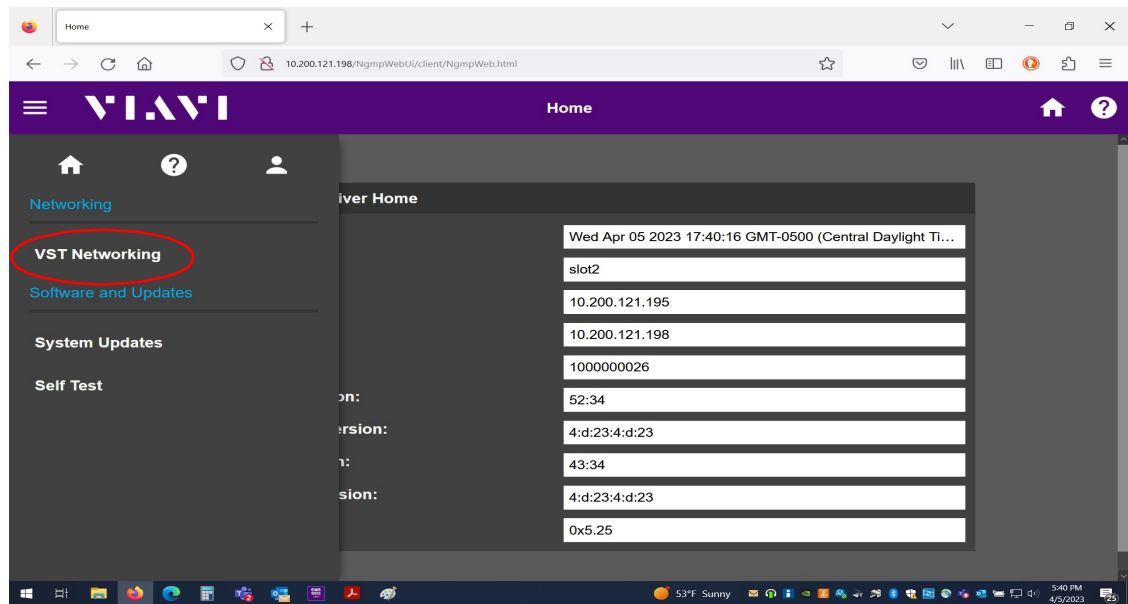 Home
10.200.121.198/NgmpWebUi/client/NgmpWeb.html
VIAVI
Home
Networking
VST Networking
Software and Updates
System Updates
Self Test
iver Home
Wed Apr 05 2023 17:40:16 GMT-0500 (Central Daylight Ti...
slot2
10.200.121.195
10.200.121.198
1000000026
on: 52:34
ersion: 4:d:23:4:d:23
n: 43:34
sion: 4:d:23:4:d:23
0x5.25
53°F Sunny
5:40 PM
4/5/2023
25